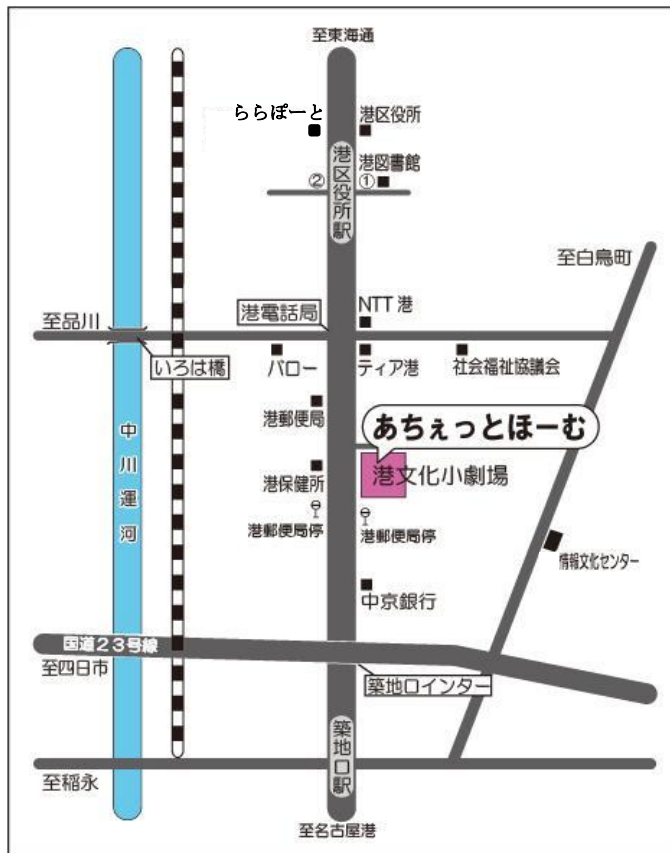 至東海通
ららぽーと
港区役所
港図書館
②
①
港区役所駅
至白鳥町
NTT 港
港電話局
至品川
いろは橋
バロー
ティア港
社会福祉協議会
港郵便局
あちぇっとほーむ
中川運河
港保健所
港文化小劇場
港郵便局停
港郵便局停
情報文化センター
中京銀行
国道23号線
至四日市
築地口インター
築地口駅
至稲永
至名古屋港